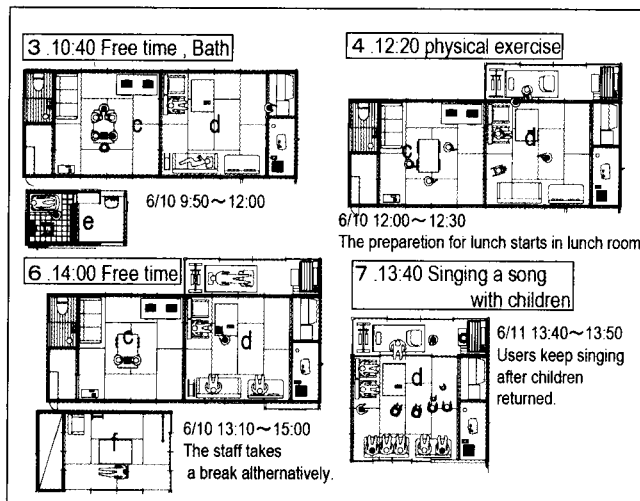 3 .10:40 Free time , Bath
c
d
e
6/10 9:50～12:00
4 .12:20 physical exercise
c
d
6/10 12:00～12:30
The preparetion for lunch starts in lunch room
6 .14:00 Free time
c
d
f
6/10 13:10～15:00
The staff takes
a break althernatively.
7 .13:40 Singing a song
with children
d
6/11 13:40～13:50
Users keep singing
after children
returned.